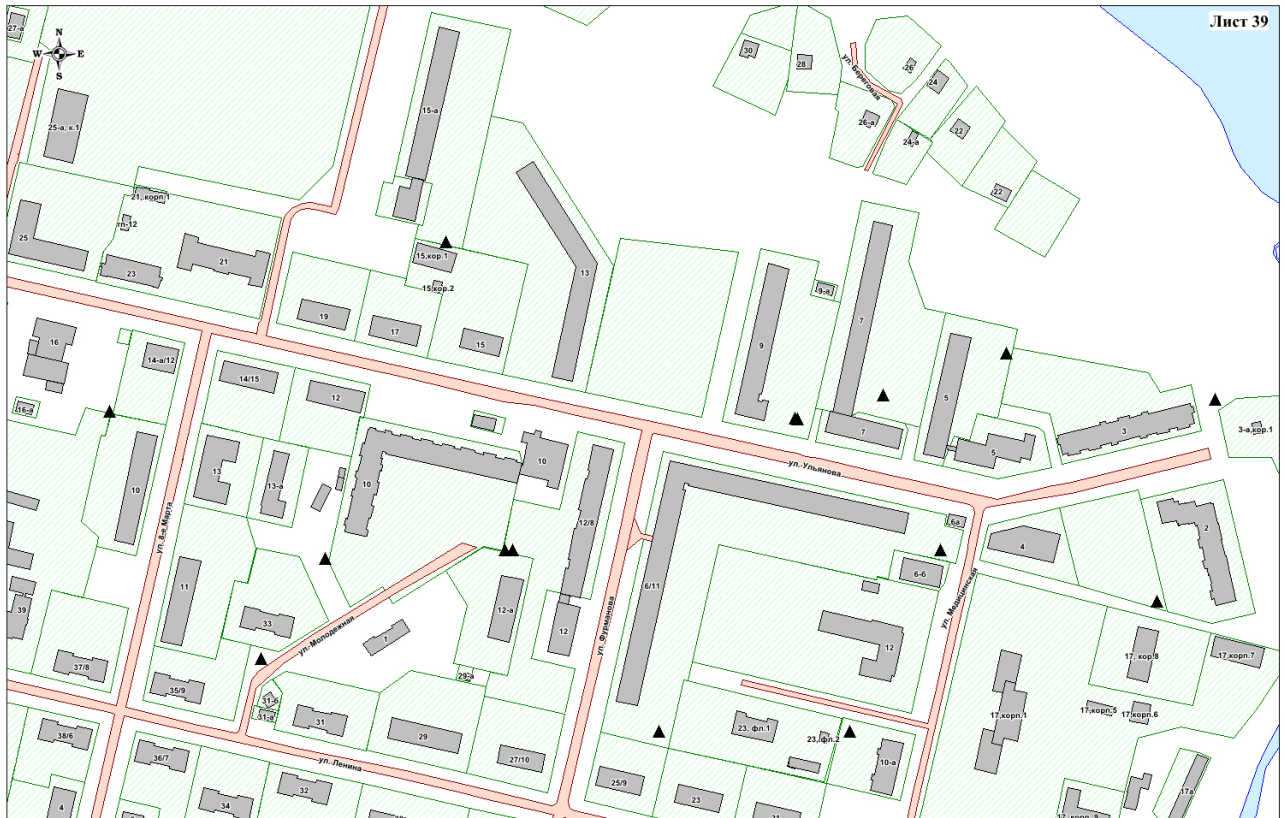 Лист 39
27-а
N
W E
S
25-а, к.1
15-а
30
28
ул. Береговая
26
24
26-а
24-а
22
22
21, корп.1
тп-12
25
23
21
15,кор.1
15,кор.2
13
19
17
15
9-а
7
9
5
7
5
3
3-а,кор.1
16
14-а/12
16-а
14/15
12
13
13-а
10
10
10
12/8
ул. Ульянова
ул. 8-е Марта
6а
4
2
6/11
6-б
11
33
39
37/8
35/9
ул. Молодежная
1
12-а
12
ул. Фурманова
ул. Медицинская
12
29-а
31-б
31-а
31
29
27/10
17, кор.8
17, корп.7
17,корп.1
17,корп.5
17,корп.6
23, фл.1
23, фл.2
10-а
38/6
36/7
ул. Ленина
34
32
4
25/9
23
21
17, корп. 9
17а